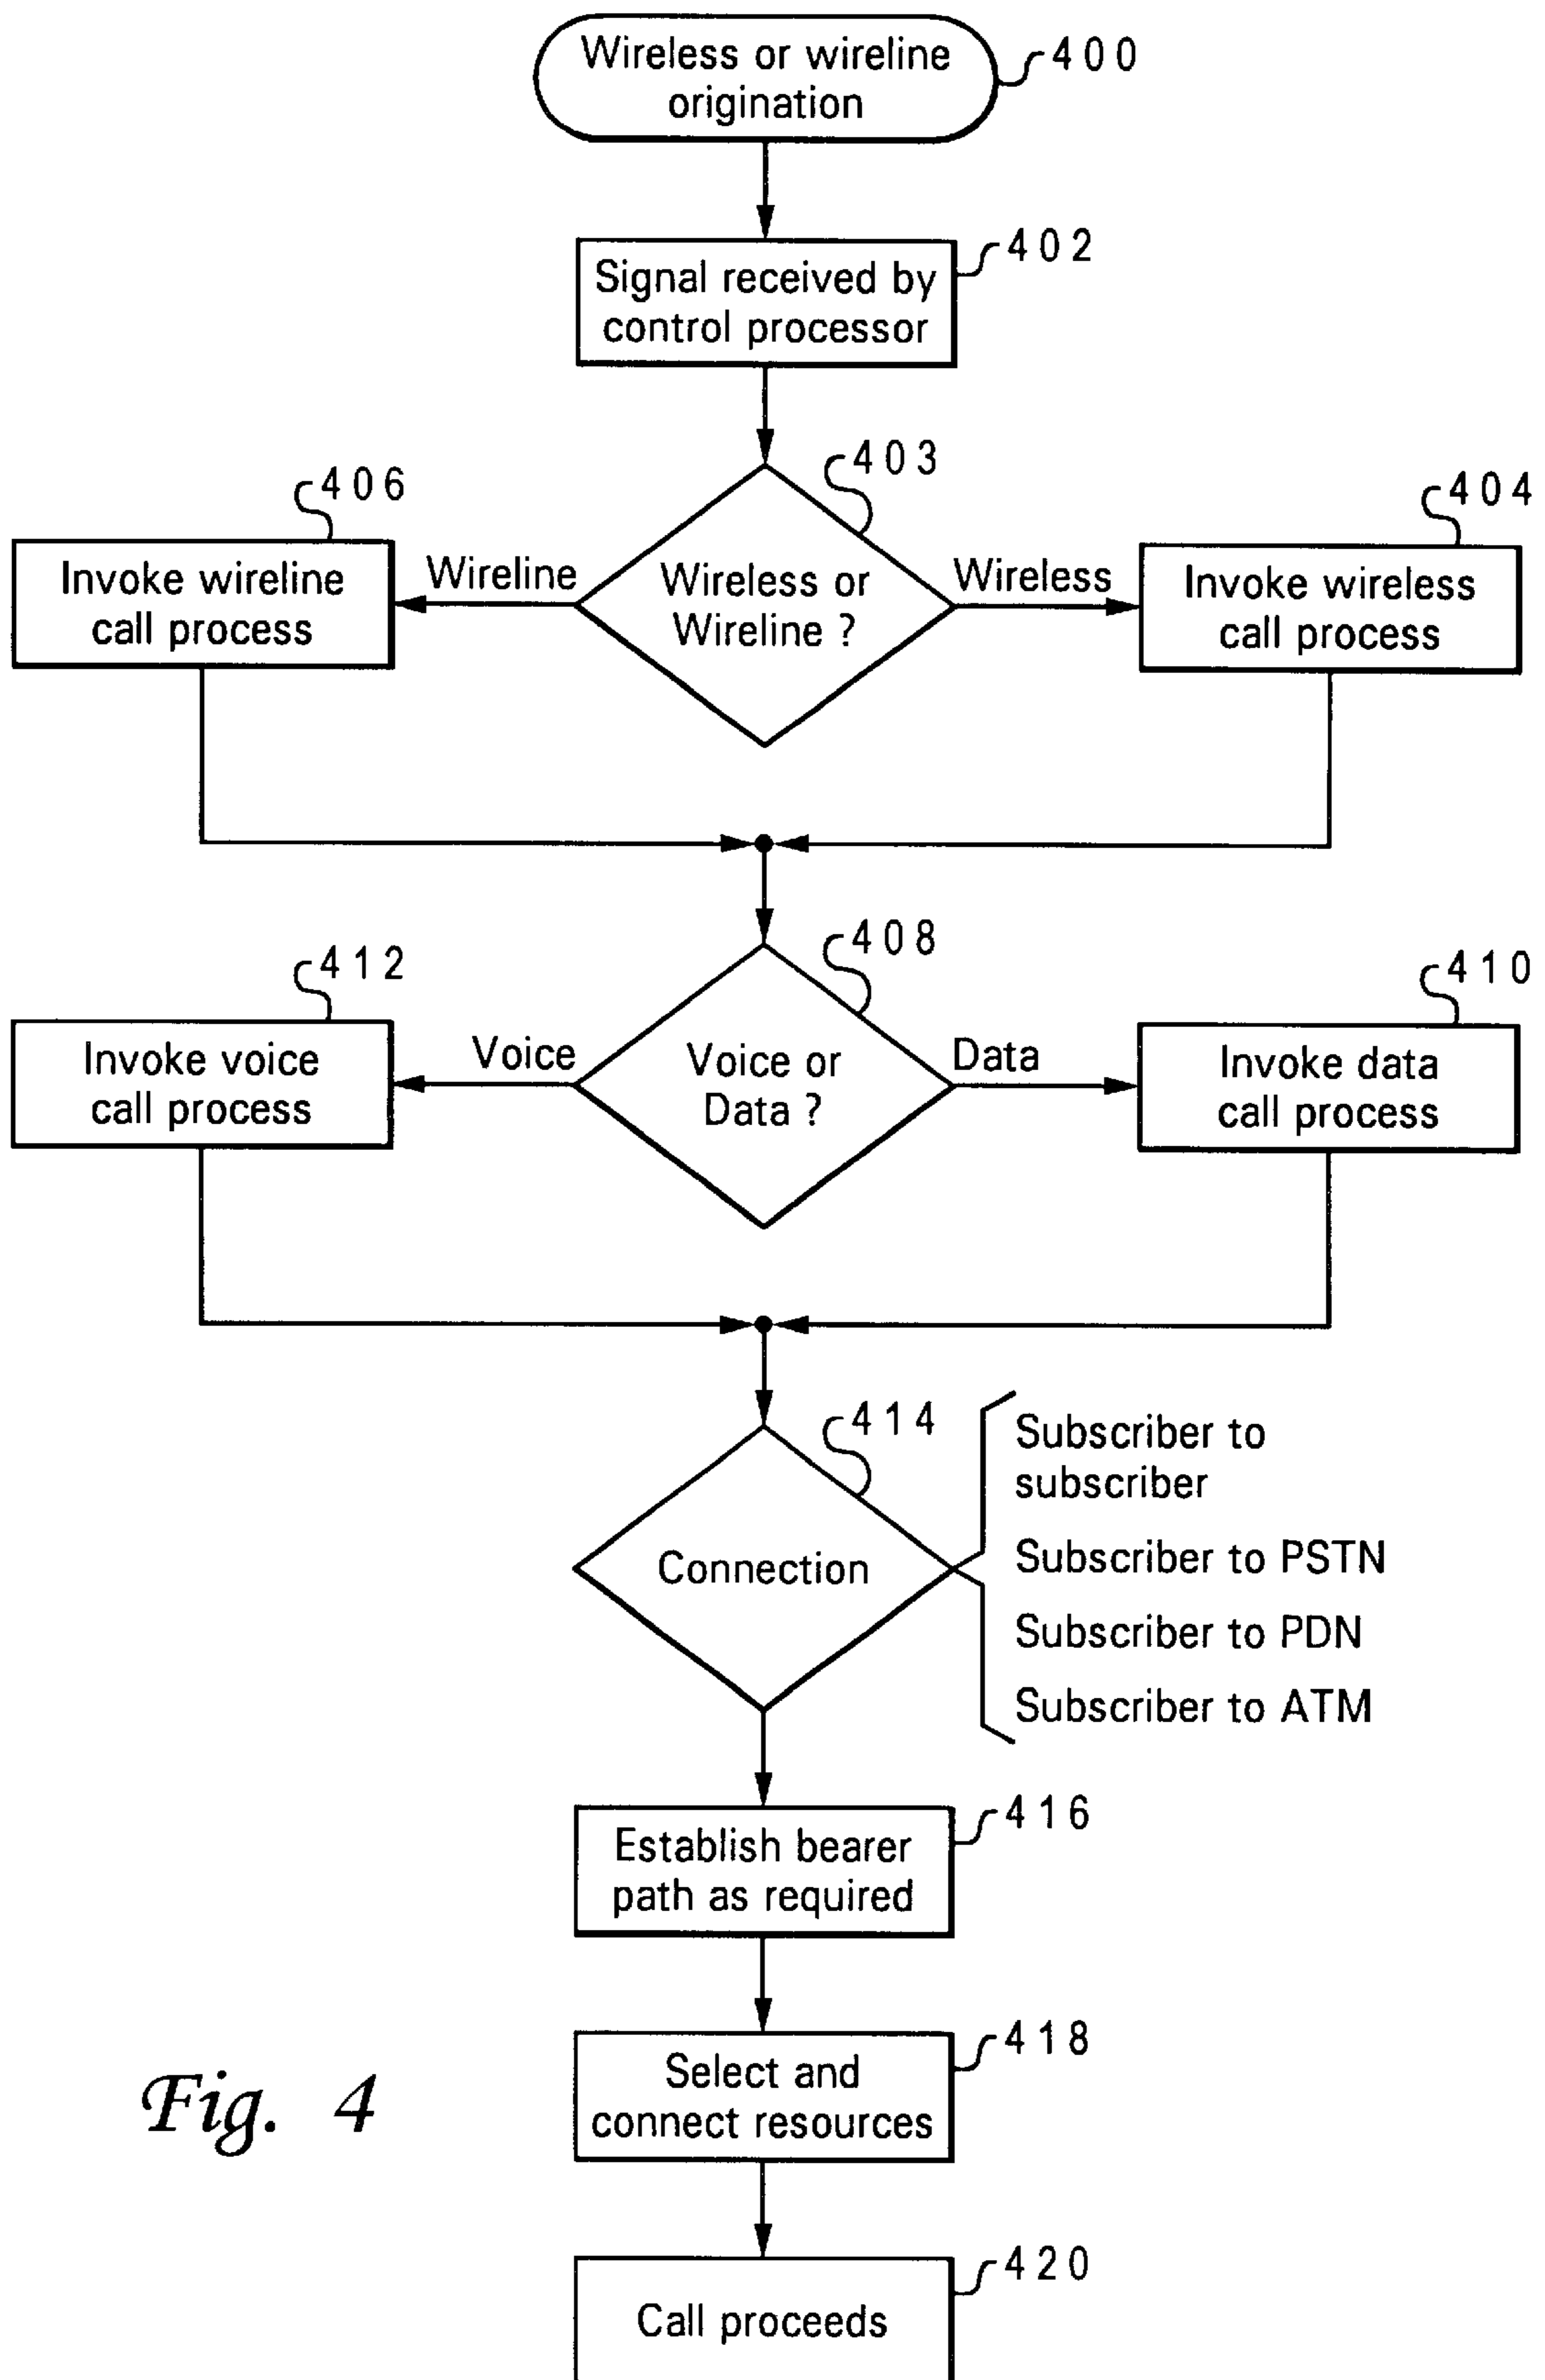 Wireless or wireline
origination
400
Signal received by
control processor
402
403
406
404
Invoke wireline
call process
Wireline
Wireless or
Wireline ?
Wireless
Invoke wireless
call process
408
412
410
Invoke voice
call process
Voice
Voice or
Data ?
Data
Invoke data
call process
414
Connection
Subscriber to
subscriber
Subscriber to PSTN
Subscriber to PDN
Subscriber to ATM
416
Establish bearer
path as required
418
Select and
connect resources
Fig. 4
420
Call proceeds